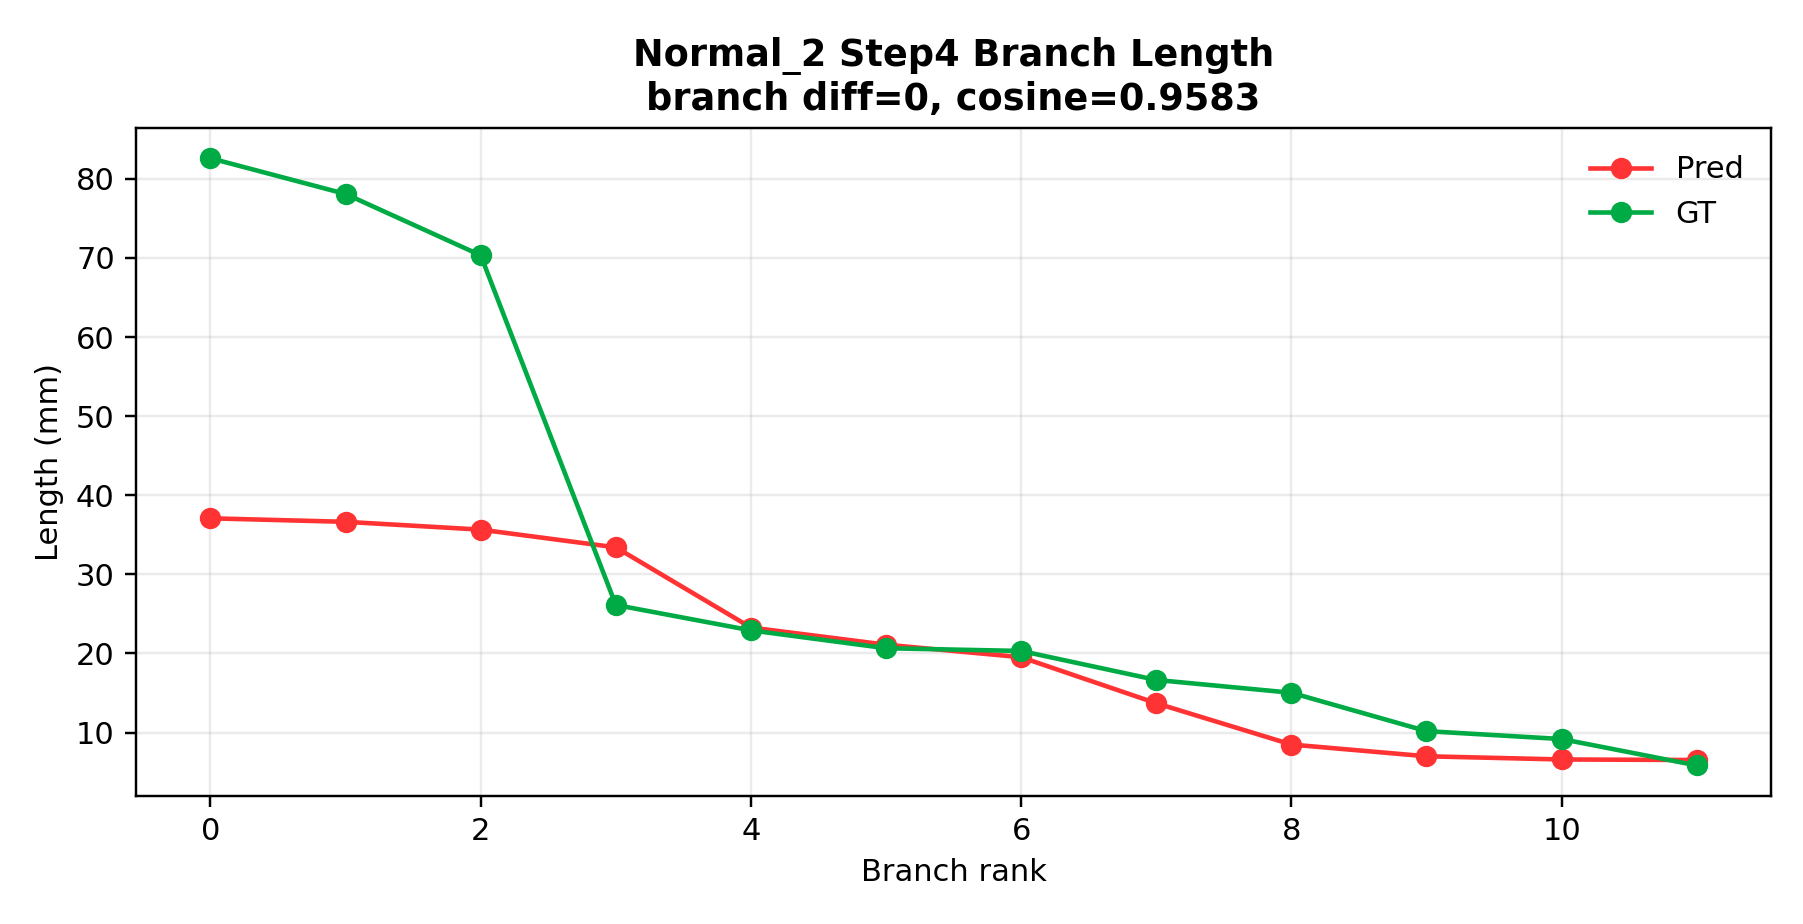 Normal_2 Step4 Branch Length
branch diff=0, cosine=0.9583
Pred
GT
80
70
60
50
40
30
20
10
Length (mm)
0 2 4 6 8 10
Branch rank